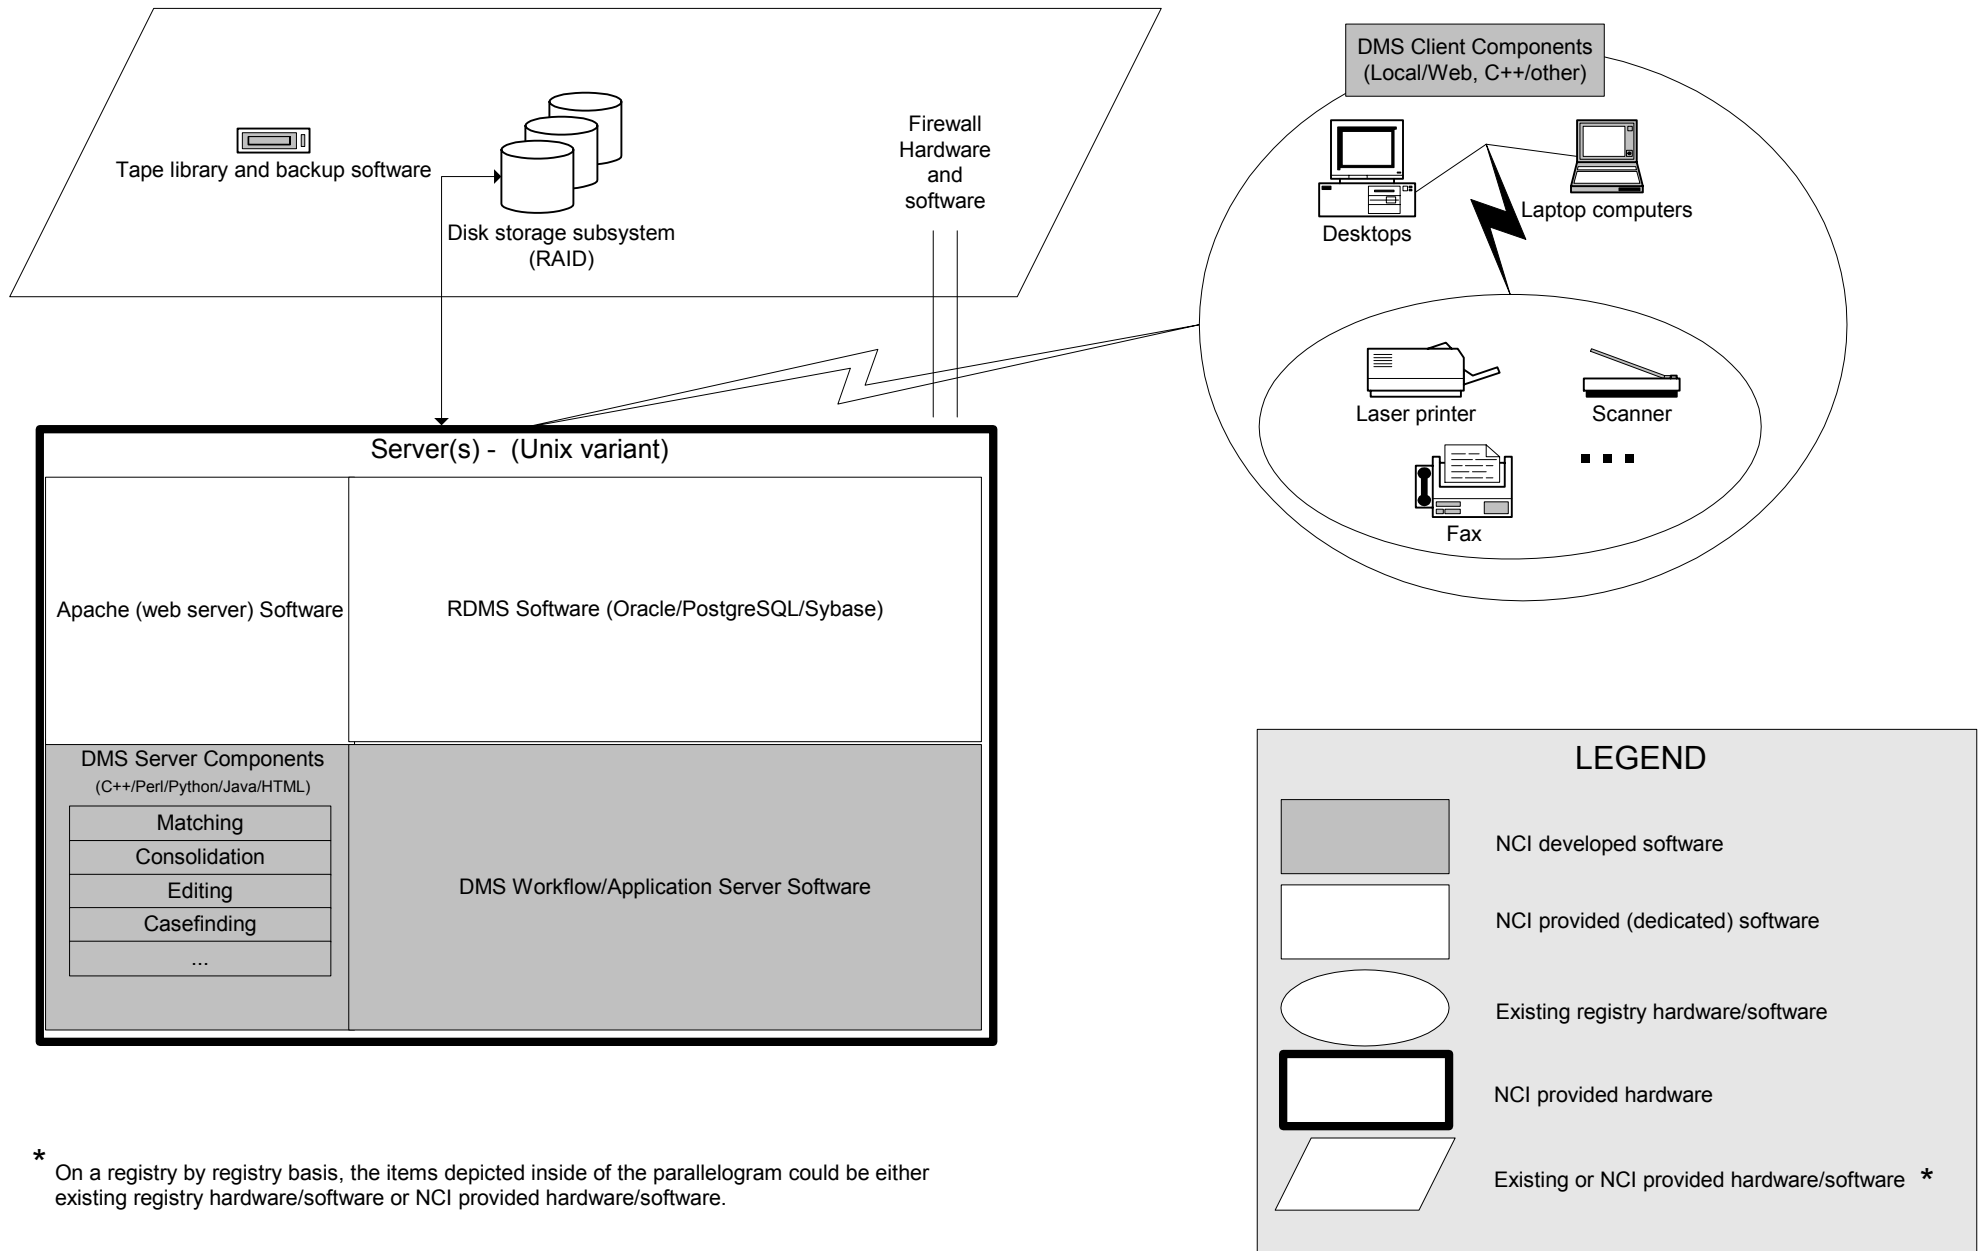 DMS Client Components
(Local/Web, C++/other)
Tape library and backup software
Disk storage subsystem
(RAID)
Firewall
Hardware
and
software
Desktops
Laptop computers
Laser printer
Scanner
Fax
Server(s) - (Unix variant)
Apache (web server) Software
RDMS Software (Oracle/PostgreSQL/Sybase)
DMS Server Components
(C++/Perl/Python/Java/HTML)
Matching
Consolidation
Editing
Casefinding
...
DMS Workflow/Application Server Software
LEGEND
NCI developed software
NCI provided (dedicated) software
Existing registry hardware/software
NCI provided hardware
Existing or NCI provided hardware/software *
* On a registry by registry basis, the items depicted inside of the parallelogram could be either
existing registry hardware/software or NCI provided hardware/software.